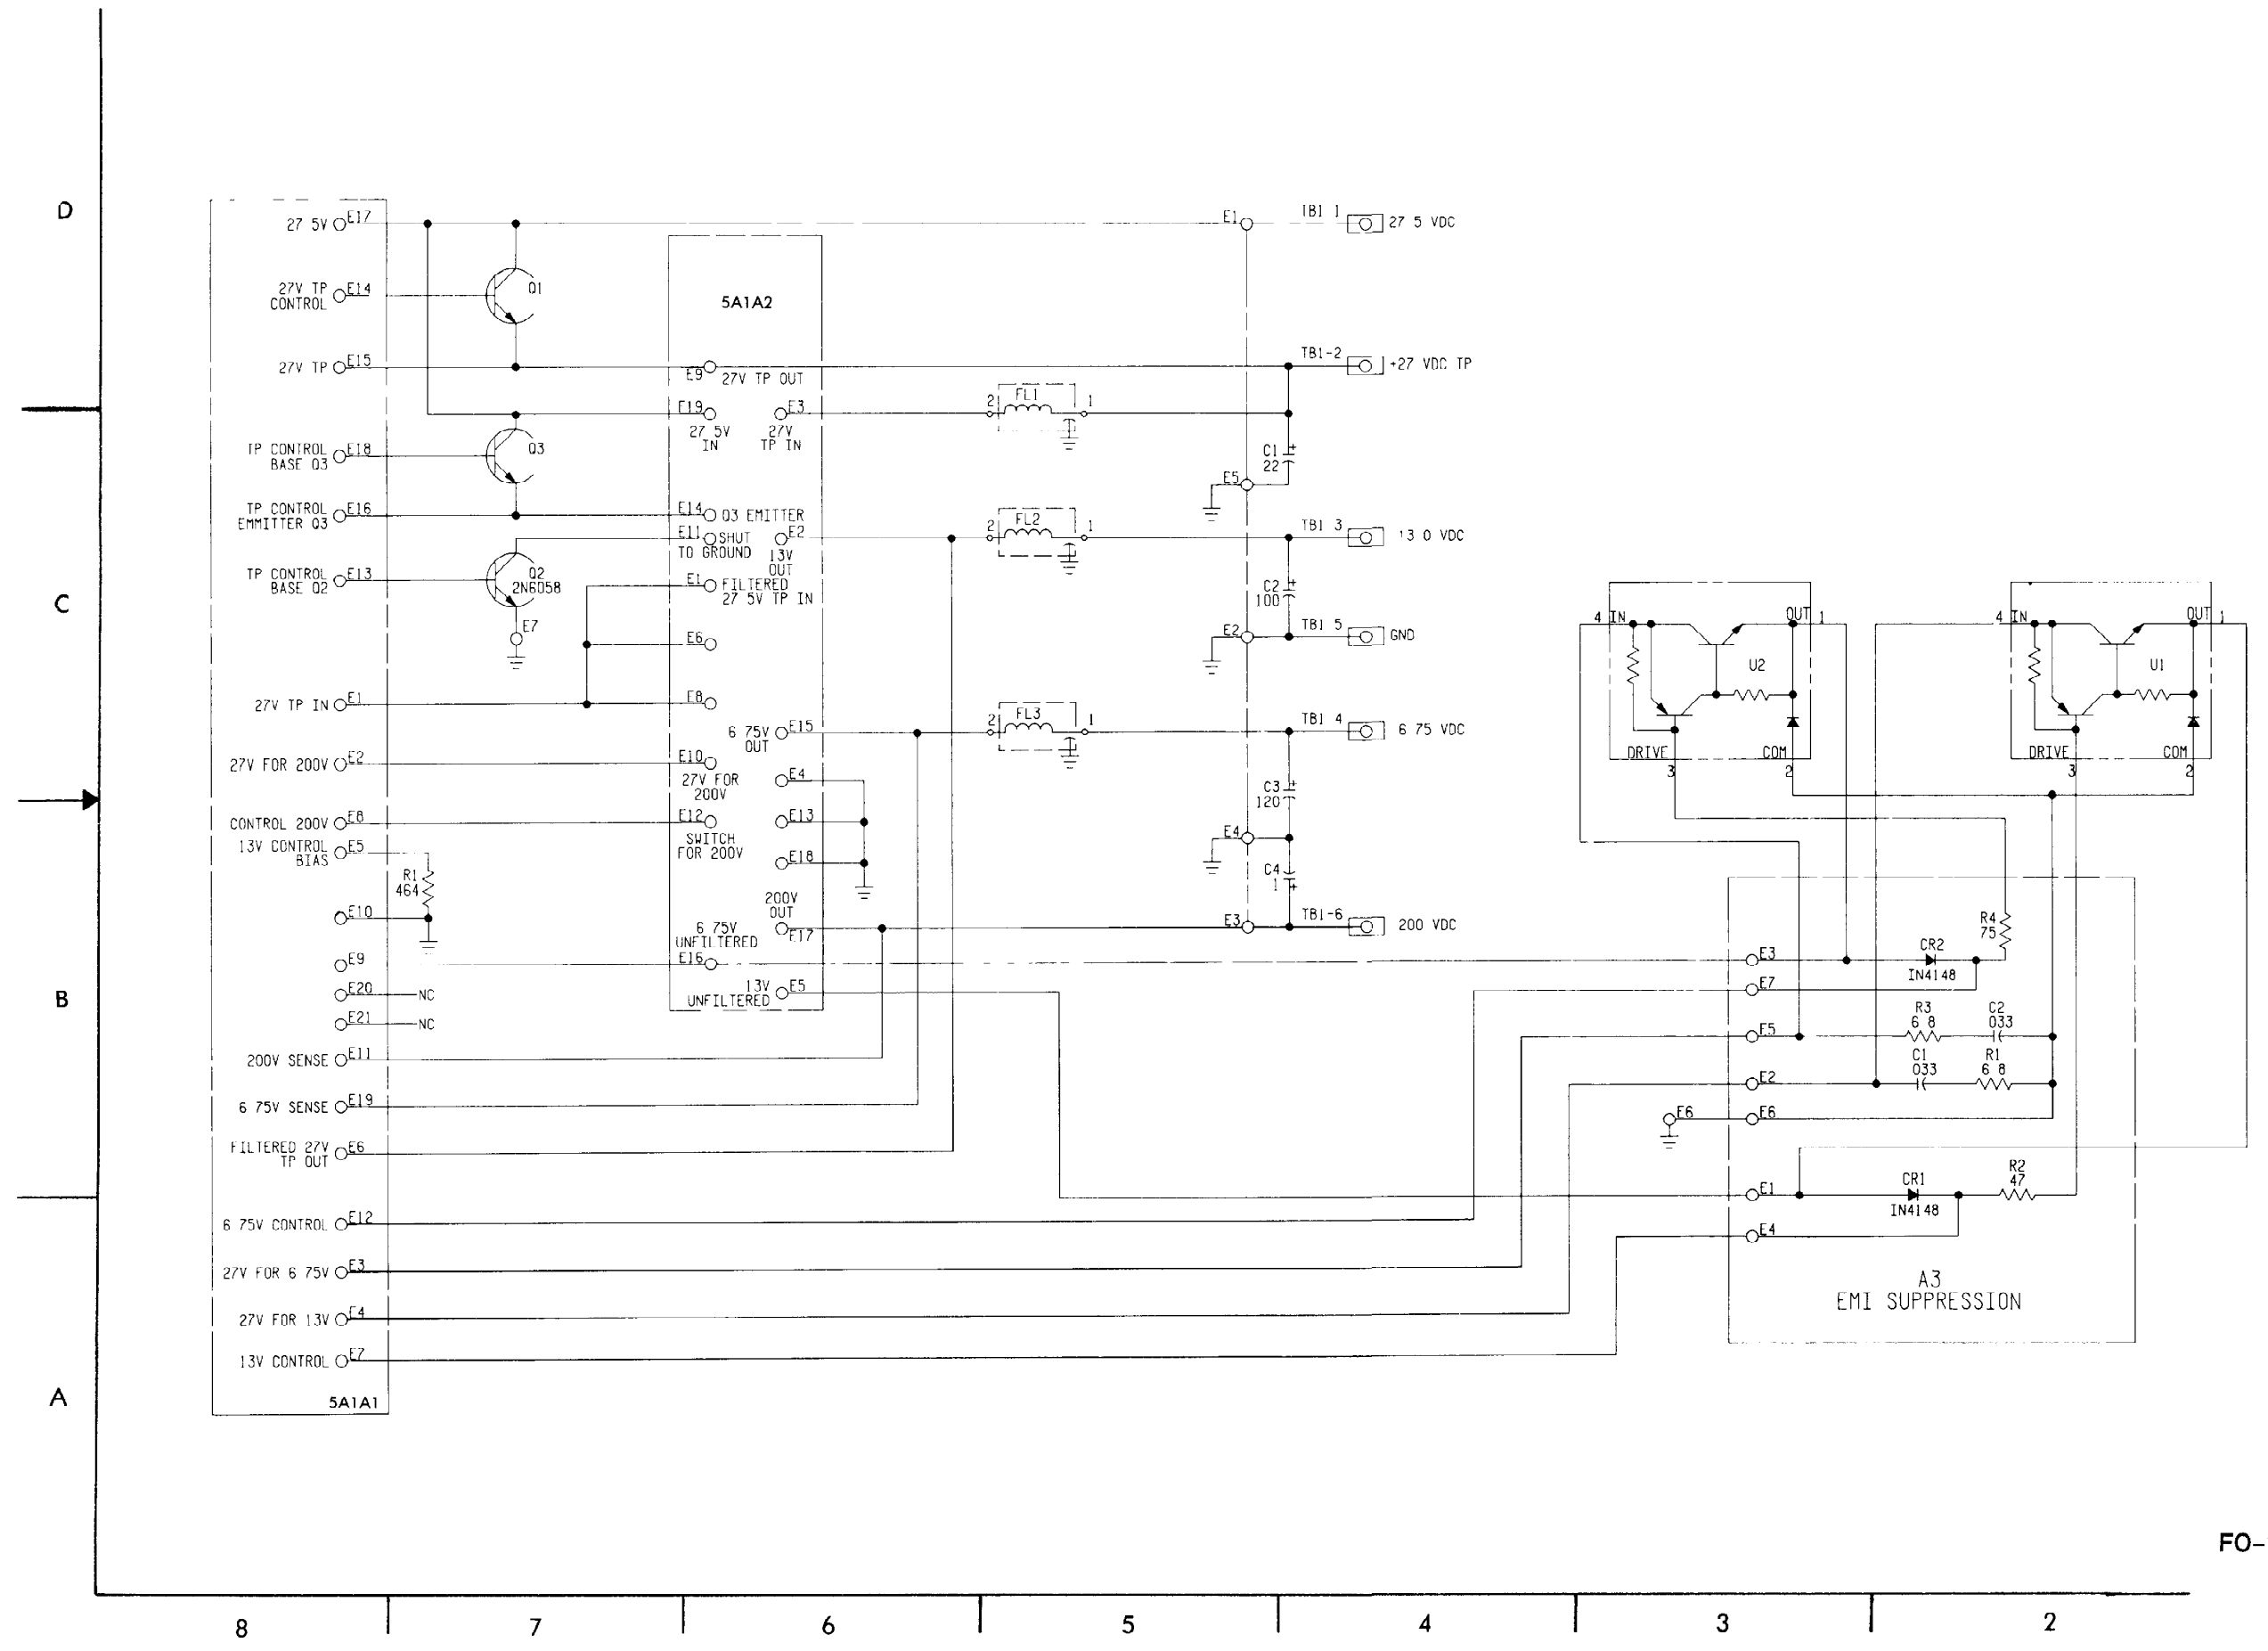 D
C
B
A
27 5V E17
27V TP E14
CONTROL
27V TP E15
TP CONTROL E18
BASE Q3
TP CONTROL E16
EMMITTER Q3
TP CONTROL E13
BASE Q2
27V TP IN E1
27V FOR 200V E2
CONTROL 200V E8
13V CONTROL E5
BIAS
R1
464
E10
E9
E20 NC
E21 NC
200V SENSE E11
6 75V SENSE E19
FILTERED 27V E6
TP OUT
6 75V CONTROL E12
27V FOR 6 75V E3
27V FOR 13V E4
13V CONTROL E7
5A1A1
Q1
Q3
Q2
2N6058
E7
5A1A2
E9 27V TP OUT
E19 E3
27 5V 27V
IN TP IN
E14 Q3 EMITTER
E11 SHUT E2
TO GROUND 13V
OUT
E1 FILTERED
27 5V TP IN
E6
E8
6 75V E15
OUT
E10 E4
27V FOR
200V
E12 E13
SWITCH
FOR 200V E18
200V
OUT
6 75V E17
UNFILTERED
E16
13V E5
UNFILTERED
2 FL1 1
2 FL2 1
2 FL3 1
E1 TB1 1 27 5 VDC
TB1-2 +27 VDC TP
C1 +
22
E5
TB1 3 13 0 VDC
C2 +
100
E2 TB1 5 GND
TB1 4 6 75 VDC
C3 +
120
E4
C4
1 +
E3 TB1-6 200 VDC
4 IN OUT 1
U2
DRIVE COM
3 2
4 IN OUT 1
U1
DRIVE COM
3 2
R4
75
E3 CR2
IN4148
E7
E5 R3 C2
6 8 033
E2 C1 R1
033 6 8
E6 E6
E1 CR1 R2
47
IN4148
E4
A3
EMI SUPPRESSION
FO-
8 7 6 5 4 3 2